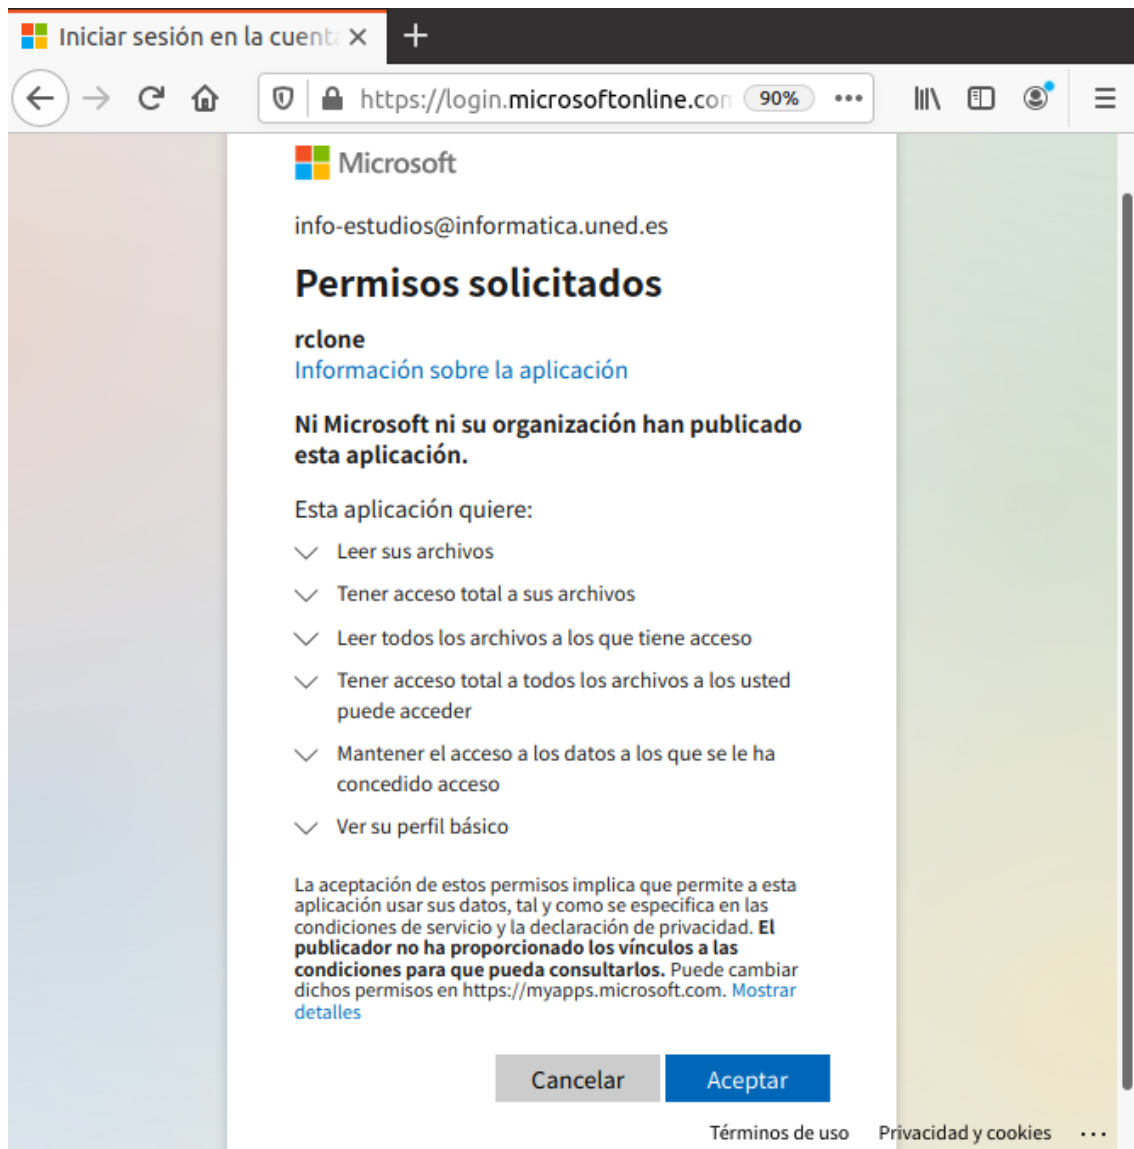 Iniciar sesión en la cuenta
https://login.microsoftonline.com
90%
Microsoft
info-estudios@informatica.uned.es
Permisos solicitados
rclone
Información sobre la aplicación
Ni Microsoft ni su organización han publicado
esta aplicación.
Esta aplicación quiere:
Leer sus archivos
Tener acceso total a sus archivos
Leer todos los archivos a los que tiene acceso
Tener acceso total a todos los archivos a los usted
puede acceder
Mantener el acceso a los datos a los que se le ha
concedido acceso
Ver su perfil básico
La aceptación de estos permisos implica que permite a esta
aplicación usar sus datos, tal y como se especifica en las
condiciones de servicio y la declaración de privacidad. El
publicador no ha proporcionado los vínculos a las
condiciones para que pueda consultarlos. Puede cambiar
dichos permisos en https://myapps.microsoft.com. Mostrar
detalles
Cancelar Aceptar
Términos de uso Privacidad y cookies ...